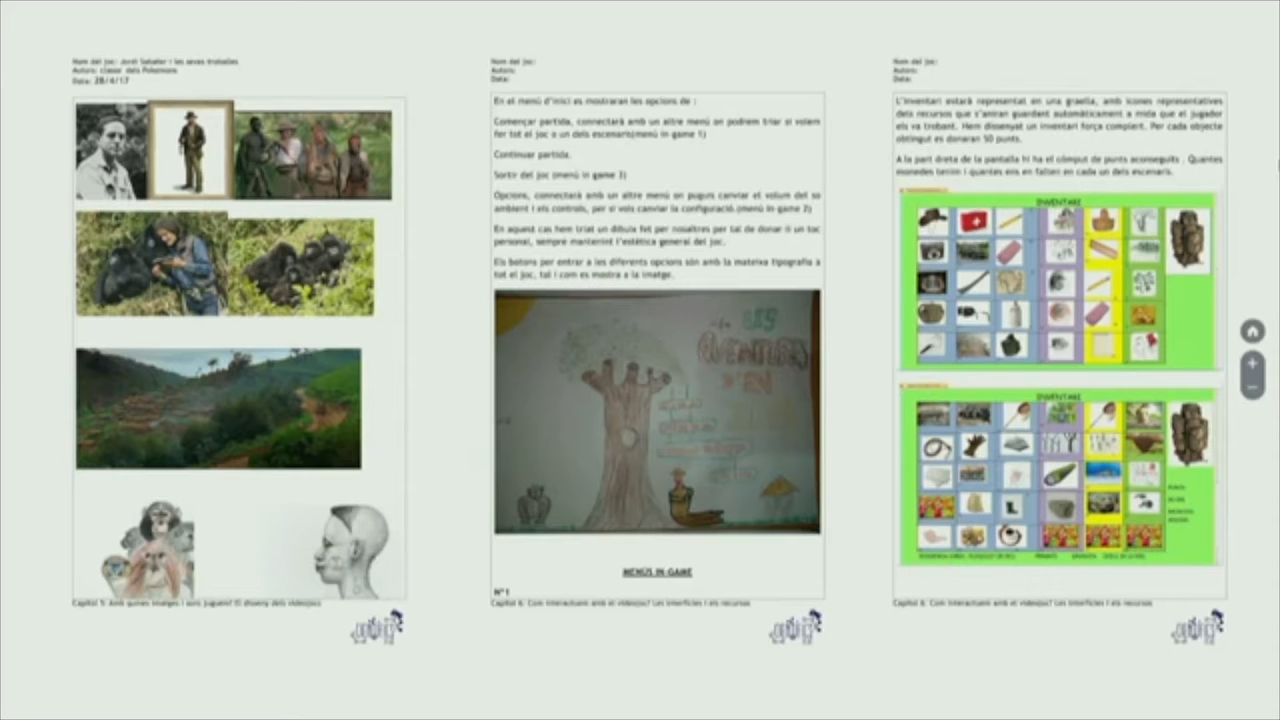 Nom del joc: Jordi Sabater i les seves troballes
Autors: classe dels Pokemons
Data: 28/4/17
Capítol 5: Amb quines imatges i sons juguem? El disseny dels videojocs
Nom del joc:
Autors:
Data:
En el menú d'inici es mostraran les opcions de :
Començar partida, connectarà amb un altre menú on podrem triar si volem
fer tot el joc o un dels escenaris(menú in game 1)
Continuar partida.
Sortir del joc (menú in game 3)
Opcions, connectarà amb un altre menú on puguis canviar el volum del so
ambient i els controls, per si vols canviar la configuració.(menú in game 2)
En aquest cas hem triat un dibuix fet per nosaltres per tal de donar li un toc
personal, sempre mantenint l'estètica general del joc.
Els botons per entrar a les diferents opcions són amb la mateixa tipografia a
tot el joc, tal i com es mostra a la imatge.
LES
AVENTURES
D'EN
MENÚS IN-GAME
Nº1
Capítol 6: Com interactuem amb el videojoc? Les interfícies i els recursos
Nom del joc:
Autors:
Data:
L'inventari estarà representat en una graella, amb icones representatives
dels recursos que s'aniran guardant automàticament a mida que el jugador
els va trobant. Hem dissenyat un inventari força complert. Per cada objecte
obtingut es donaran 50 punts.
A la part dreta de la pantalla hi ha el còmput de punts aconseguits . Quantes
monedes tenim i quantes ens en falten en cada un dels escenaris.
INVENTARI
INVENTARI
Capítol 6: Com interactuem amb el videojoc? Les interfícies i els recursos